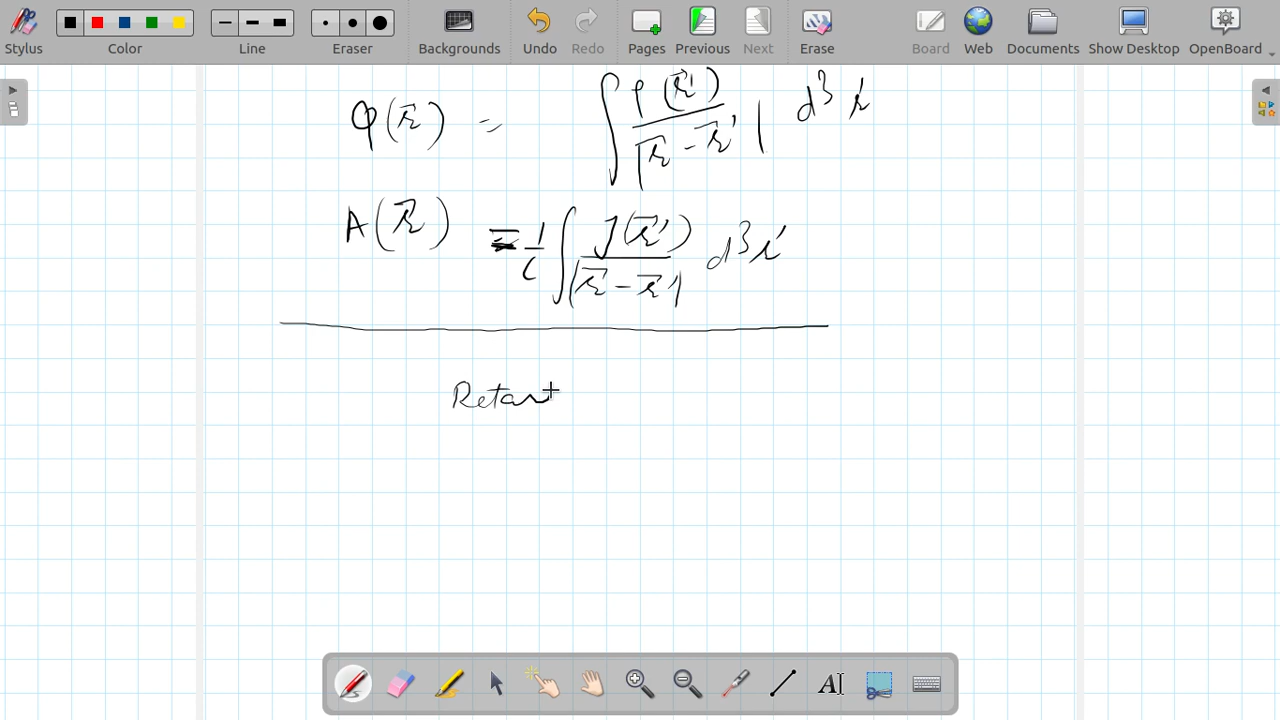 Stylus Color Line Eraser Backgrounds Undo Redo Pages Previous Next Erase Board Web Documents Show Desktop OpenBoard
φ(r⃗) = ∫ ρ(r⃗') / |r⃗ - r⃗'| d³r'
A(r⃗) = 1/c ∫ J(r⃗') / |r⃗ - r⃗'| d³r'
Retar